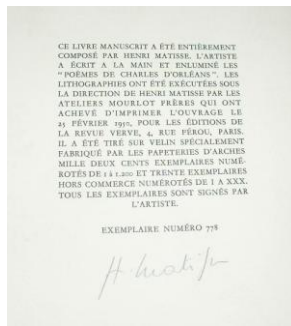 CE LIVRE MANUSCRIT A ÉTÉ ENTIÈREMENT
COMPOSÉ PAR HENRI MATISSE. L'ARTISTE
A ÉCRIT A LA MAIN ET ENLUMINÉ LES
"POÈMES DE CHARLES D'ORLÉANS". LES
LITHOGRAPHIES ONT ÉTÉ EXÉCUTÉES SOUS
LA DIRECTION DE HENRI MATISSE PAR LES
ATELIERS MOURLOT FRÈRES QUI ONT
ACHEVÉ D'IMPRIMER L'OUVRAGE LE
25 FÉVRIER 1950, POUR LES ÉDITIONS DE
LA REVUE VERVE, 4, RUE FÉROU, PARIS.
IL A ÉTÉ TIRÉ SUR VELIN SPÉCIALEMENT
FABRIQUÉ PAR LES PAPETERIES D'ARCHES
MILLE DEUX CENTS EXEMPLAIRES NUMÉ-
ROTÉS DE 1 à 1.200 ET TRENTE EXEMPLAIRES
HORS COMMERCE NUMÉROTÉS DE I A XXX.
TOUS LES EXEMPLAIRES SONT SIGNÉS PAR
L'ARTISTE.
EXEMPLAIRE NUMÉRO 778
H. Matisse